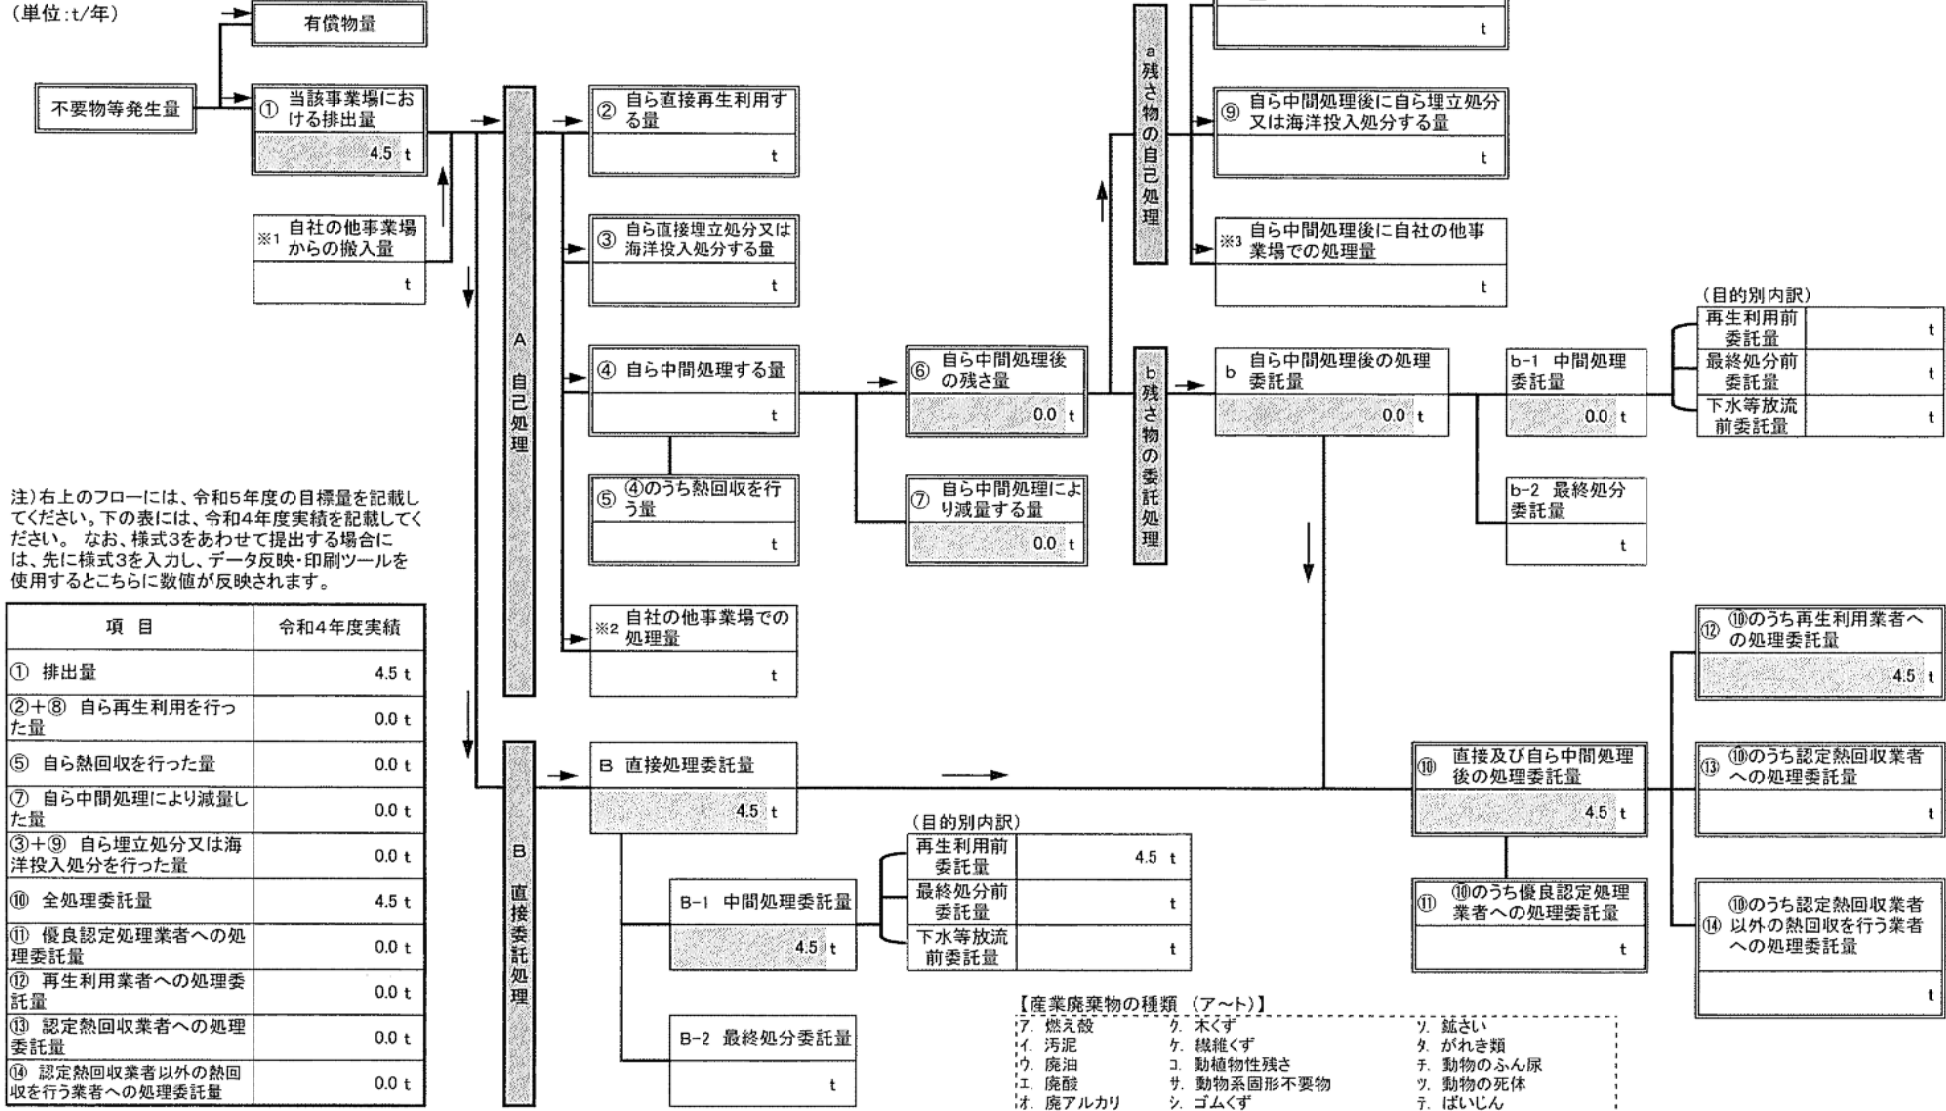 (単位:t/年)
有償物量
不要物等発生量
① 当該事業場にお
ける排出量
4.5 t
※1 自社の他事業場
からの搬入量
t
A 自己処理
② 自ら直接再生利用す
る量
t
③ 自ら直接埋立処分又は
海洋投入処分する量
t
④ 自ら中間処理する量
t
⑤ ④のうち熱回収を行
う量
t
※2 自社の他事業場での
処理量
t
⑥ 自ら中間処理後
の残さ量
0.0 t
⑦ 自ら中間処理によ
り減量する量
0.0 t
a 残さ物の自己処理
t
⑨ 自ら中間処理後に自ら埋立処分
又は海洋投入処分する量
t
※3 自ら中間処理後に自社の他事
業場での処理量
t
b 残さ物の委託処理
b 自ら中間処理後の処理
委託量
0.0 t
b-1 中間処理
委託量
0.0 t
(目的別内訳)
再生利用前
委託量 t
最終処分前
委託量 t
下水等放流
前委託量 t
b-2 最終処分
委託量
t
注)右上のフローには、令和5年度の目標量を記載し
てください。下の表には、令和4年度実績を記載してく
ださい。 なお、様式3をあわせて提出する場合に
は、先に様式3を入力し、データ反映・印刷ツールを
使用するとこちらに数値が反映されます。
項 目 令和4年度実績
① 排出量 4.5 t
②+⑧ 自ら再生利用を行っ
た量 0.0 t
⑤ 自ら熱回収を行った量 0.0 t
⑦ 自ら中間処理により減量し
た量 0.0 t
③+⑨ 自ら埋立処分又は海
洋投入処分を行った量 0.0 t
⑩ 全処理委託量 4.5 t
⑪ 優良認定処理業者への処
理委託量 0.0 t
⑫ 再生利用業者への処理委
託量 0.0 t
⑬ 認定熱回収業者への処理
委託量 0.0 t
⑭ 認定熱回収業者以外の熱回
収を行う業者への処理委託量 0.0 t
B 直接委託処理
B 直接処理委託量
4.5 t
B-1 中間処理委託量
4.5 t
(目的別内訳)
再生利用前
委託量 4.5 t
最終処分前
委託量 t
下水等放流
前委託量 t
B-2 最終処分委託量
t
⑩ 直接及び自ら中間処理
後の処理委託量
4.5 t
⑪ ⑩のうち優良認定処理
業者への処理委託量
t
⑫ ⑩のうち再生利用業者へ
の処理委託量
4.5 t
⑬ ⑩のうち認定熱回収業者
への処理委託量
t
⑭ ⑩のうち認定熱回収業者
以外の熱回収を行う業者
への処理委託量
t
【産業廃棄物の種類 (ア~ト)】
ア. 燃え殻 ク. 木くず ソ. 鉱さい
イ. 汚泥 ケ. 繊維くず タ. がれき類
ウ. 廃油 コ. 動植物性残さ チ. 動物のふん尿
エ. 廃酸 サ. 動物系固形不要物 ツ. 動物の死体
オ. 廃アルカリ シ. ゴムくず テ. ばいじん